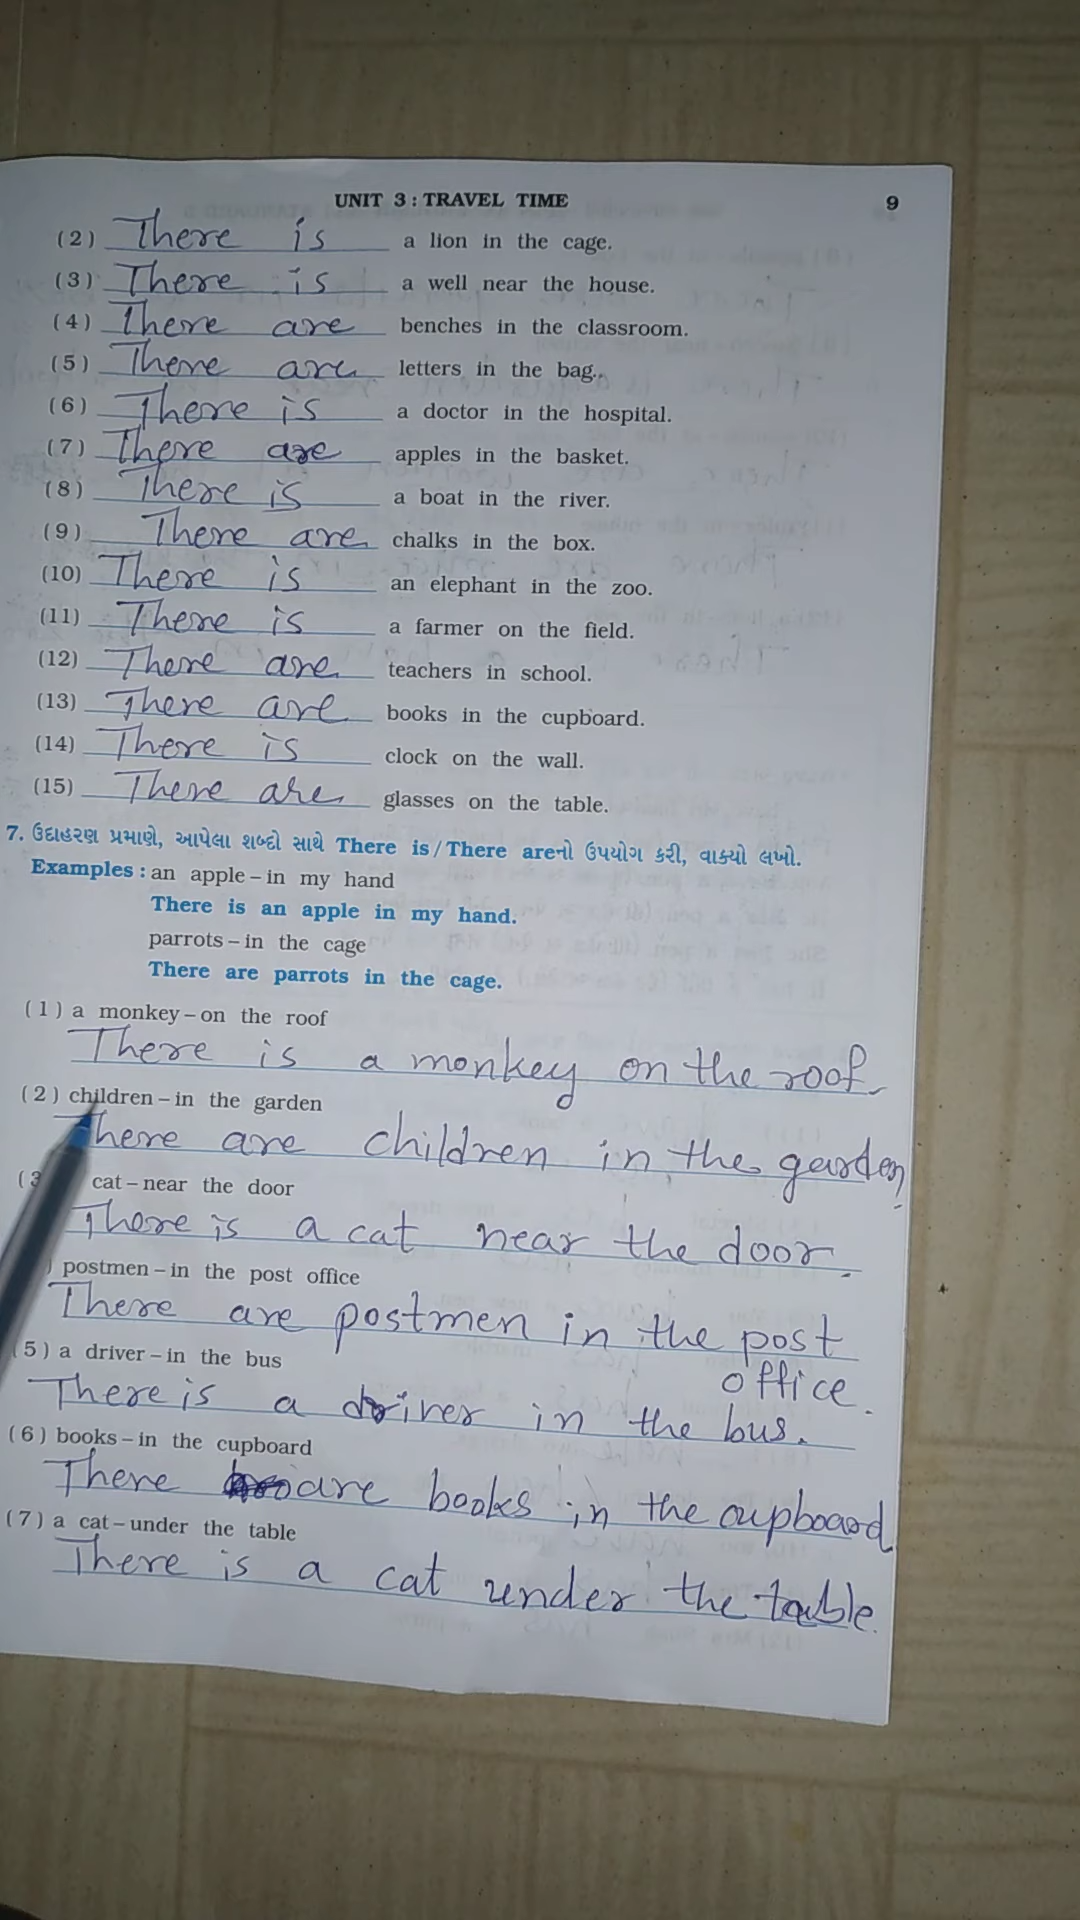 UNIT 3 : TRAVEL TIME 9
(2) There is a lion in the cage.
(3) There is a well near the house.
(4) There are benches in the classroom.
(5) There are letters in the bag.
(6) There is a doctor in the hospital.
(7) There are apples in the basket.
(8) There is a boat in the river.
(9) There are chalks in the box.
(10) There is an elephant in the zoo.
(11) There is a farmer on the field.
(12) There are teachers in school.
(13) There are books in the cupboard.
(14) There is clock on the wall.
(15) There are glasses on the table.
7. ઉદાહરણ પ્રમાણે, આપેલા શબ્દો સાથે There is/There areનો ઉપયોગ કરી, વાક્યો લખો.
Examples : an apple – in my hand
There is an apple in my hand.
parrots – in the cage
There are parrots in the cage.
(1) a monkey – on the roof
There is a monkey on the roof.
(2) children – in the garden
There are children in the garden.
(3 cat – near the door
There is a cat near the door.
) postmen – in the post office
There are postmen in the post
office.
(5) a driver – in the bus
There is a driver in the bus.
(6) books – in the cupboard
There are books in the cupboard
(7) a cat – under the table
There is a cat under the table.